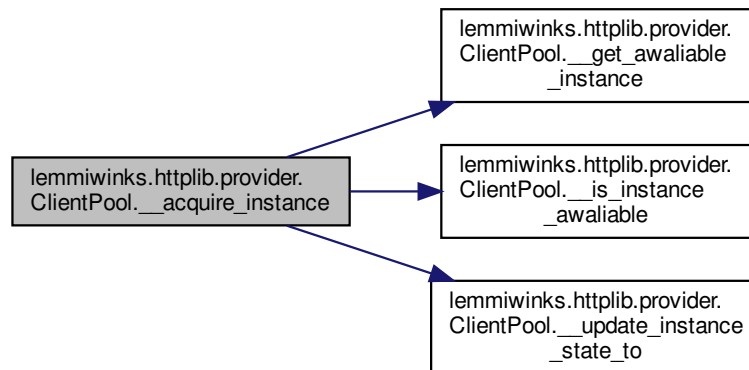 lemmiwinks.httplib.provider.
ClientPool.__acquire_instance
lemmiwinks.httplib.provider.
ClientPool.__get_awaliable
_instance
lemmiwinks.httplib.provider.
ClientPool.__is_instance
_awaliable
lemmiwinks.httplib.provider.
ClientPool.__update_instance
_state_to